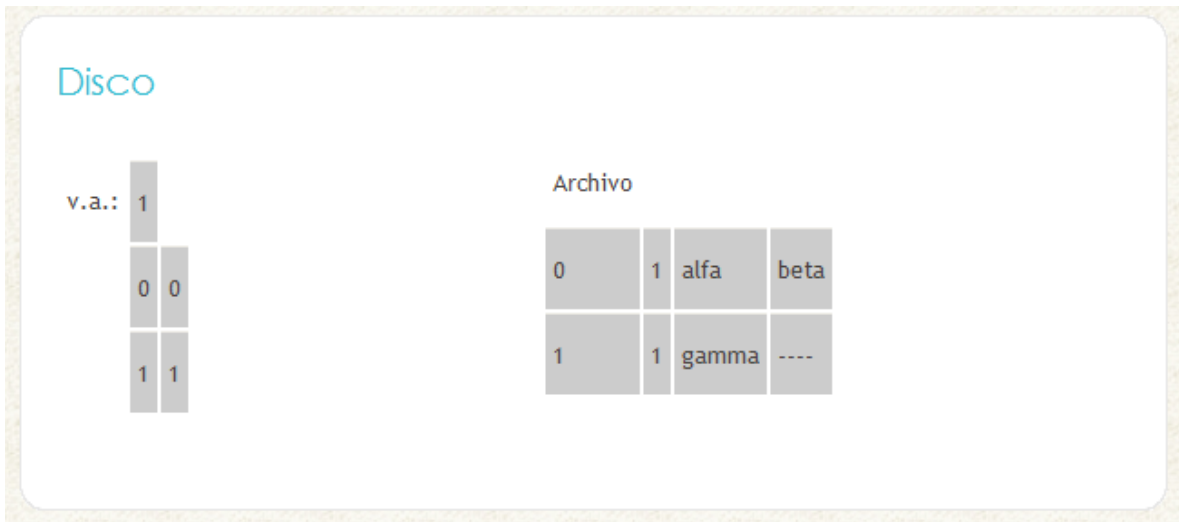 Disco
v.a.: 1
0 0
1 1
Archivo
0 1 alfa beta
1 1 gamma ----